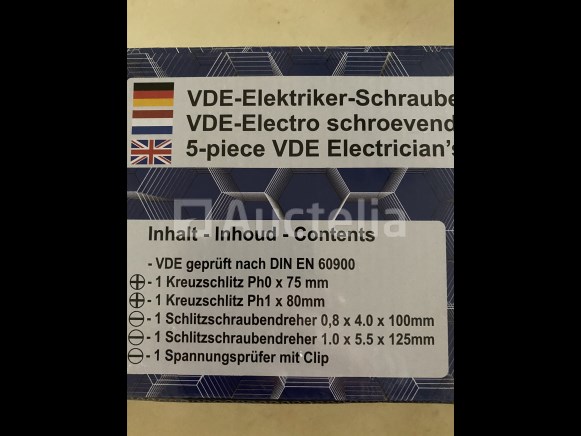 VDE-Elektriker-Schraube
VDE-Electro schroevend
5-piece VDE Electrician's
Auctelia
Inhalt - Inhoud - Contents
- VDE geprüft nach DIN EN 60900
- 1 Kreuzschlitz Ph0 x 75 mm
- 1 Kreuzschlitz Ph1 x 80mm
- 1 Schlitzschraubendreher 0,8 x 4.0 x 100mm
- 1 Schlitzschraubendreher 1.0 x 5.5 x 125mm
- 1 Spannungsprüfer mit Clip